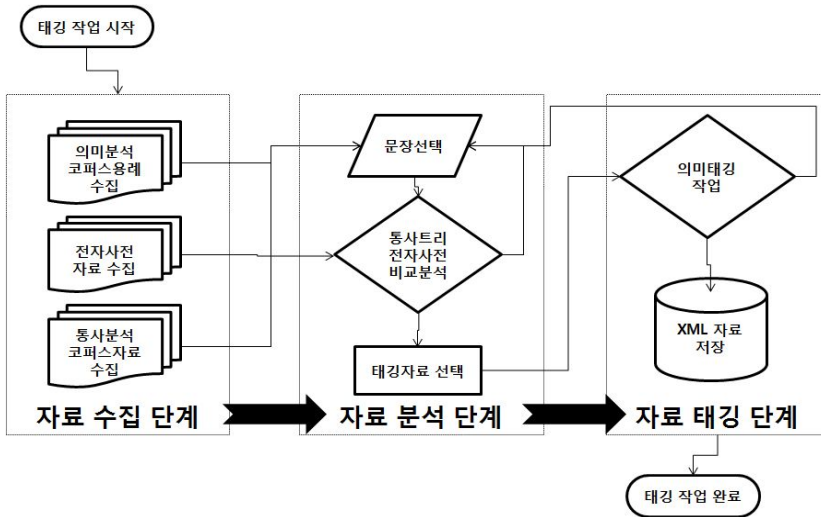 태깅 작업 시작
의미분석
코퍼스용례
수집
전자사전
자료 수집
통사분석
코퍼스자료
수집
자료 수집 단계
문장선택
통사트리
전자사전
비교분석
태깅자료 선택
자료 분석 단계
의미태깅
작업
XML 자료
저장
자료 태깅 단계
태깅 작업 완료